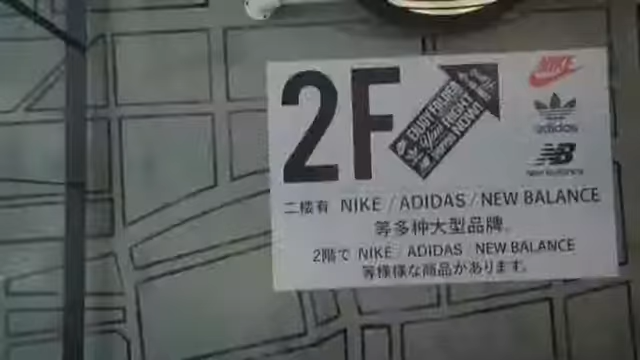 2F
NIKE
adidas
new balance
二楼有 NIKE / ADIDAS / NEW BALANCE
等多种大型品牌。
2階で NIKE / ADIDAS / NEW BALANCE
等様様な商品があります。